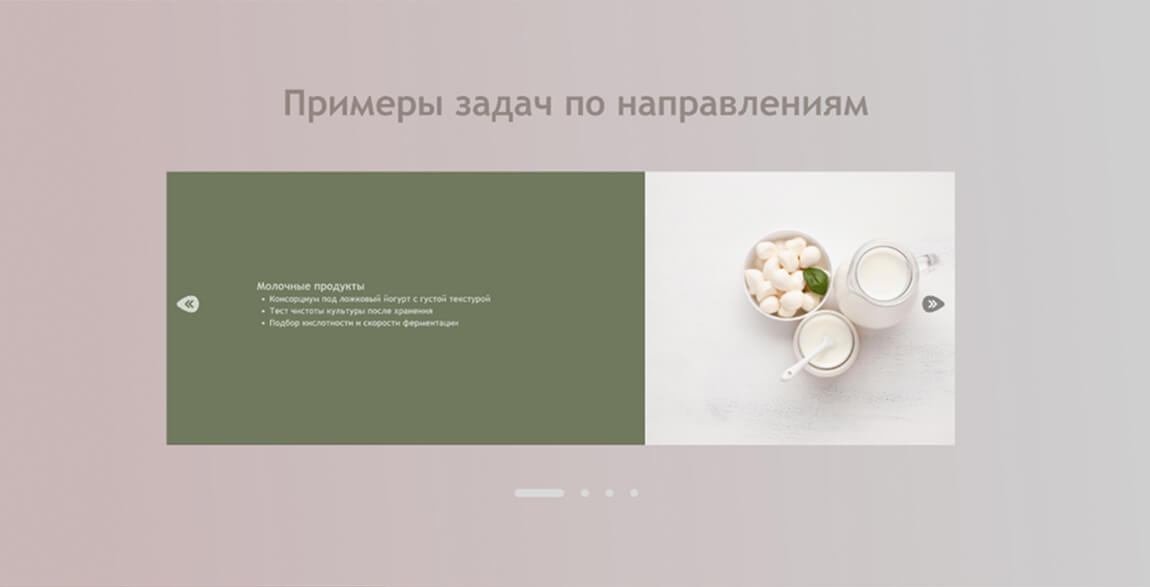 Примеры задач по направлениям
Молочные продукты
• Консорциум под ложковый йогурт с густой текстурой
• Тест чистоты культуры после хранения
• Подбор кислотности и скорости ферментации